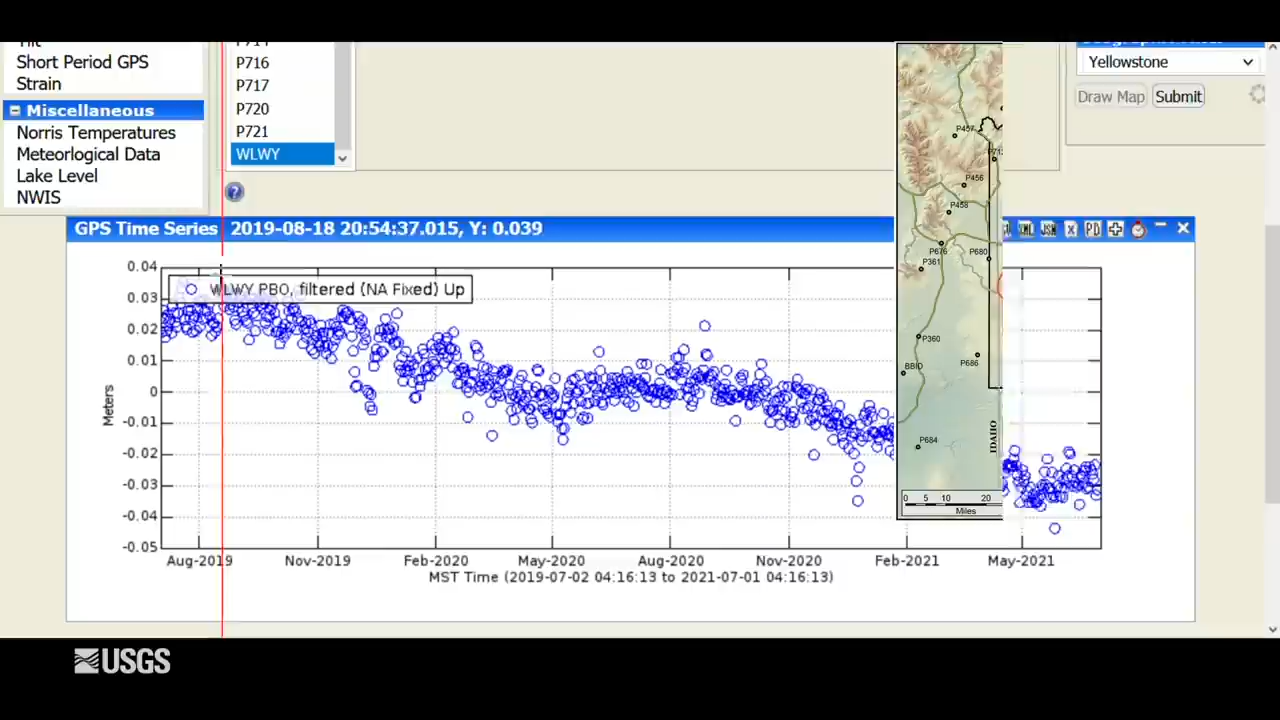 Short Period GPS
Strain
Miscellaneous
Norris Temperatures
Meteorlogical Data
Lake Level
NWIS
P716
P717
P720
P721
WLWY
?
Yellowstone
Draw Map Submit
GPS Time Series 2019-08-18 20:54:37.015, Y: 0.039
X PD
WLWY PBO, filtered (NA Fixed) Up
Meters
0.04
0.03
0.02
0.01
0
-0.01
-0.02
-0.03
-0.04
-0.05
Aug-2019 Nov-2019 Feb-2020 May-2020 Aug-2020 Nov-2020 Feb-2021 May-2021
MST Time (2019-07-02 04:16:13 to 2021-07-01 04:16:13)
P457
P456
P458
P676
P680
P361
P360
P686
BBID
P684
IDAHO
0 5 10 20
Miles
USGS